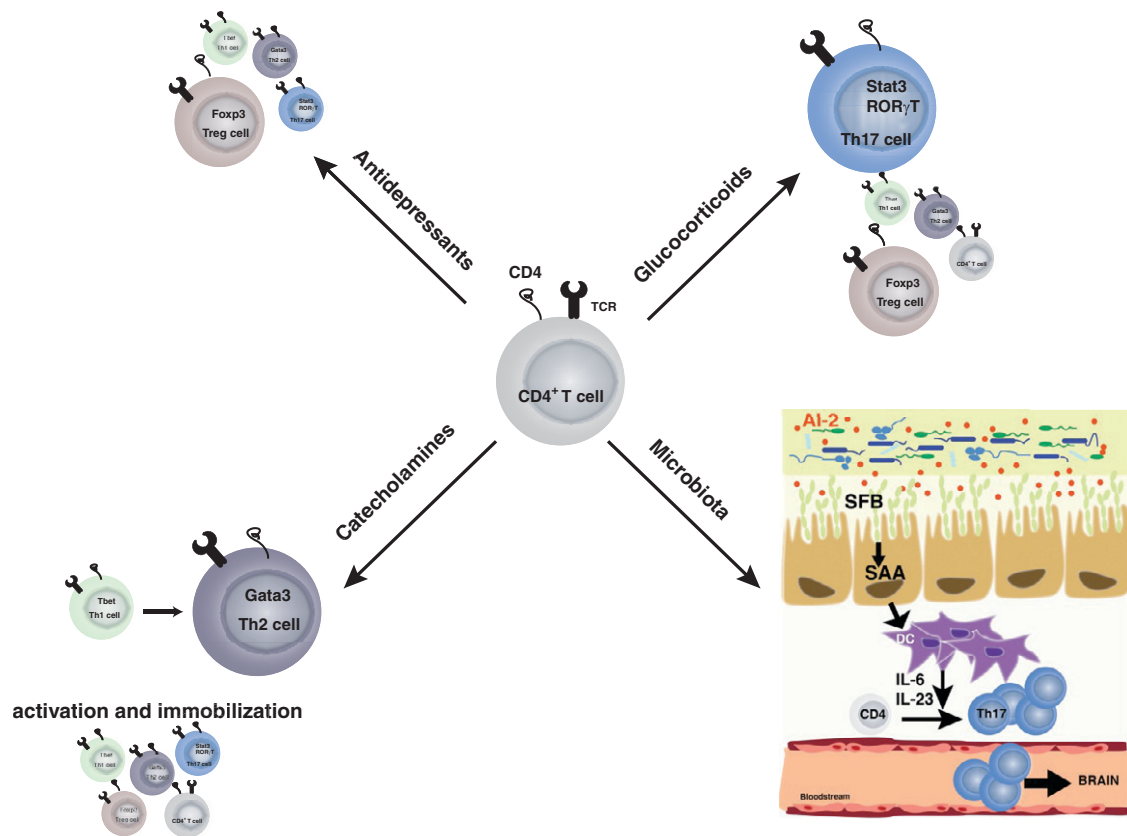 Tbet
Th1 cell
Gata3
Th2 cell
Stat3
RORγT
Th17 cell
Foxp3
Treg cell
Antidepressants
Stat3
RORγT
Th17 cell
Th1 cell
Gata3
Th2 cell
CD4+ T cell
Foxp3
Treg cell
Glucocorticoids
CD4
TCR
CD4+ T cell
Catecholamines
Microbiota
Tbet
Th1 cell
Gata3
Th2 cell
activation and immobilization
Tbet
Th1 cell
Th2 cell
Stat3
RORγT
Th17 cell
Treg cell
CD4+ T cell
AI-2
SFB
SAA
DC
IL-6
IL-23
CD4
Th17
BRAIN
Bloodstream